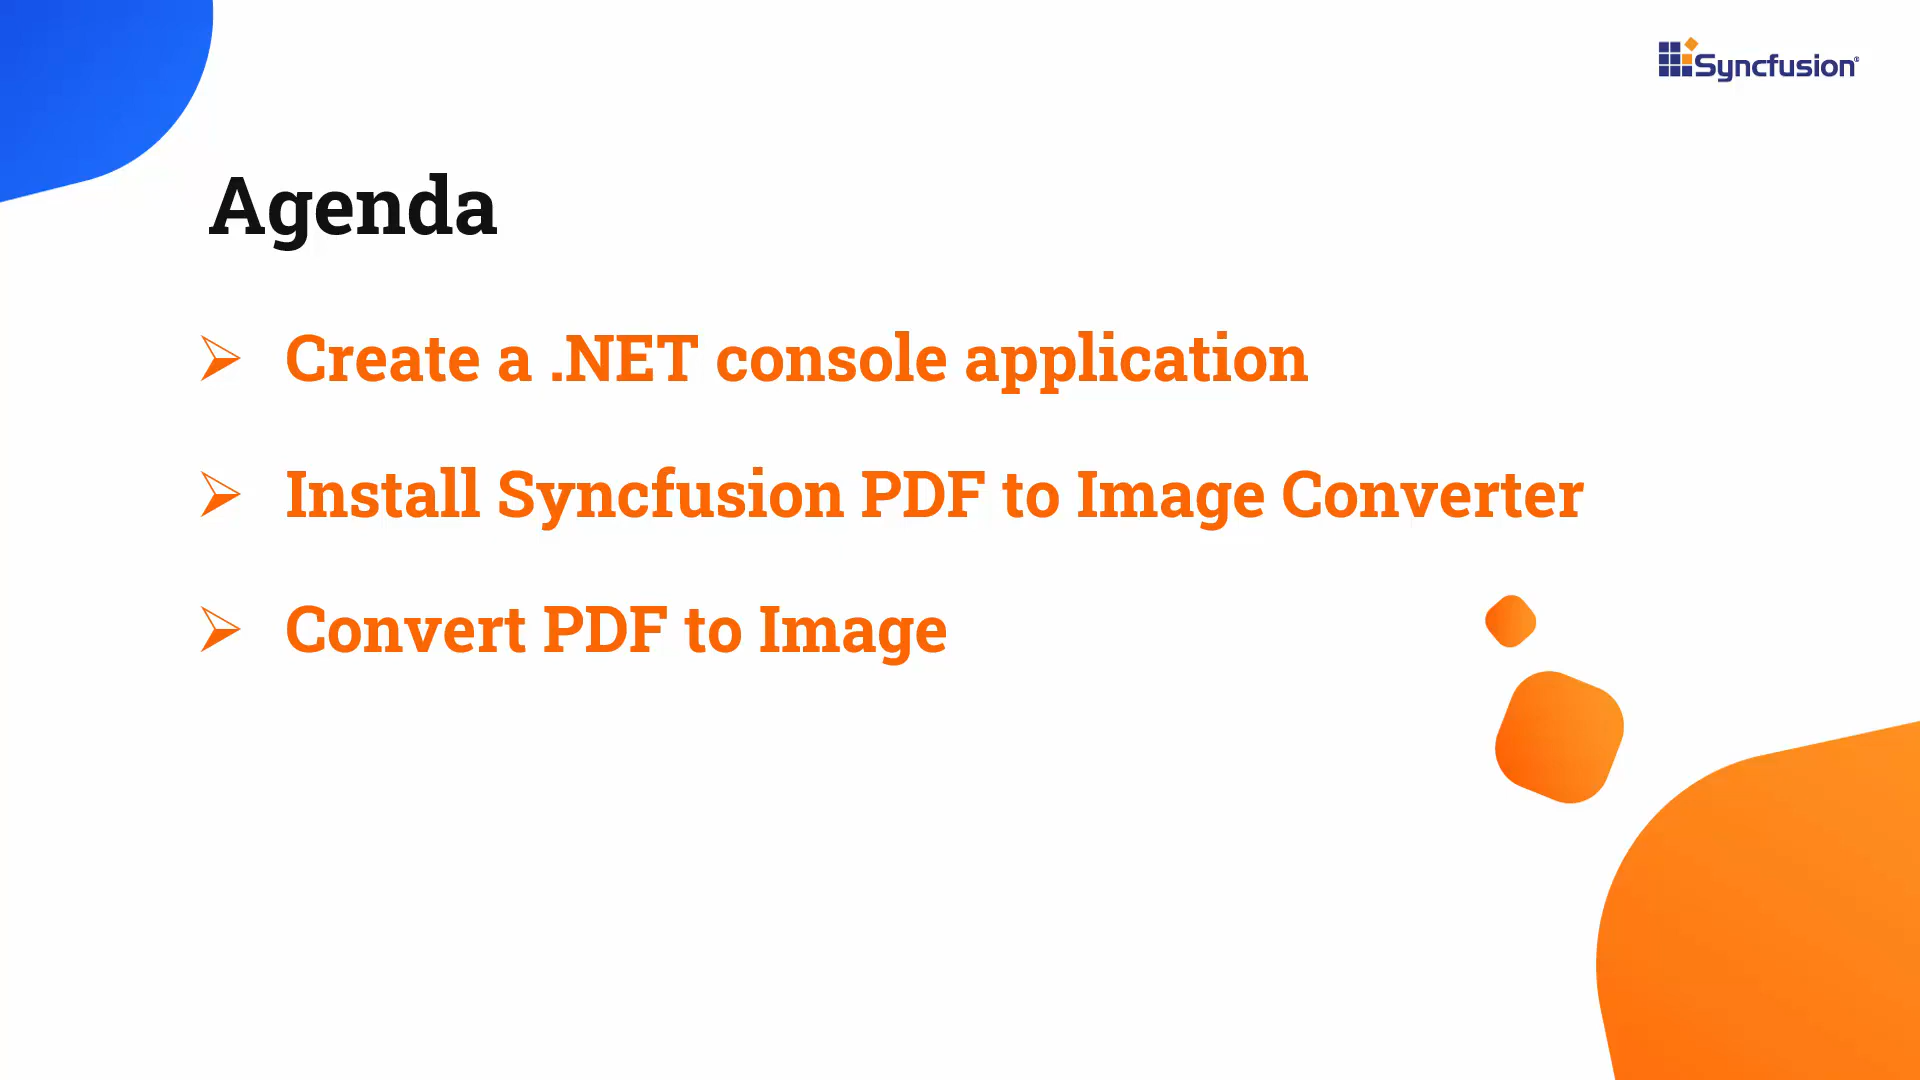 Syncfusion®
Agenda
➢ Create a .NET console application
➢ Install Syncfusion PDF to Image Converter
➢ Convert PDF to Image